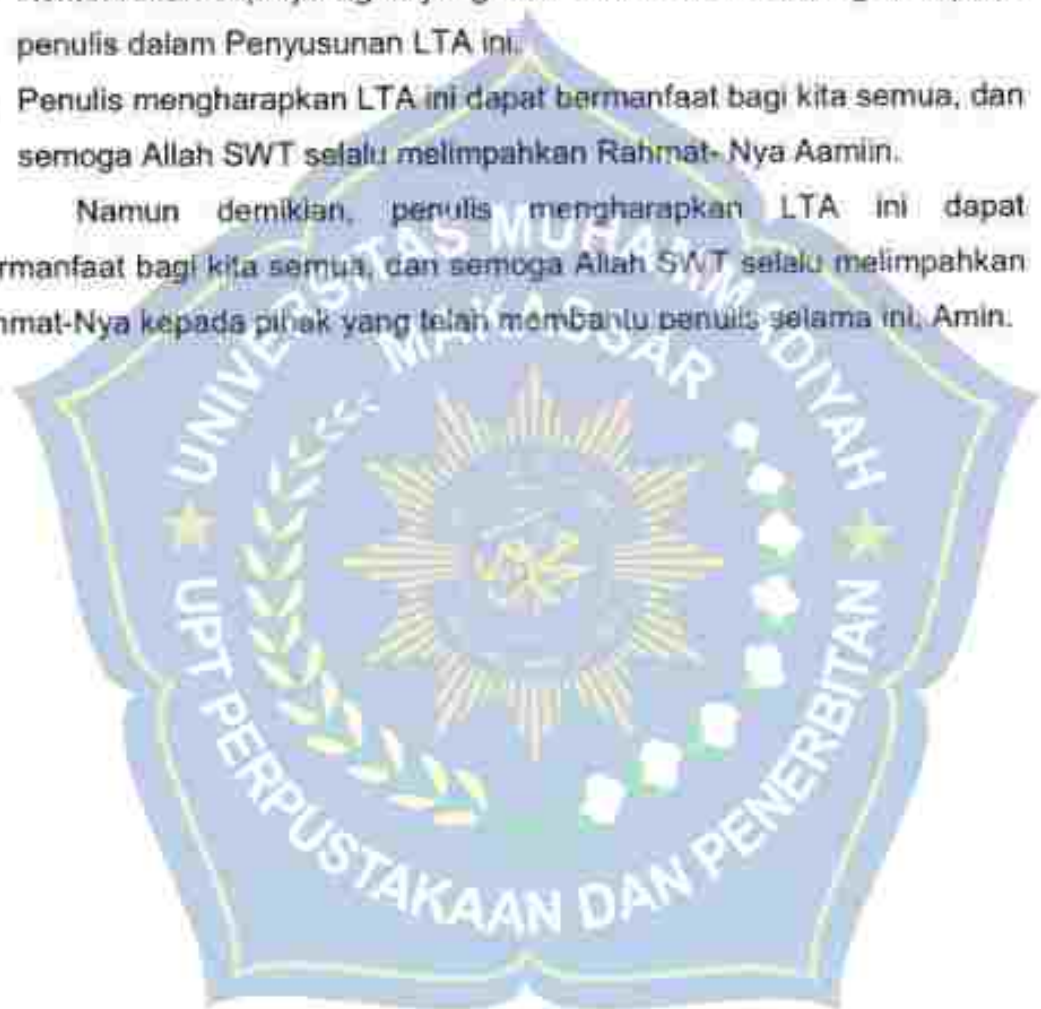 penulis dalam Penyusunan LTA ini.
Penulis mengharapkan LTA ini dapat bermanfaat bagi kita semua, dan
semoga Allah SWT selalu melimpahkan Rahmat- Nya Aamiin.
Namun demikian, penulis mengharapkan LTA ini dapat
rmanfaat bagi kita semua, dan semoga Allah SWT selalu melimpahkan
hmat-Nya kepada pihak yang telah membantu penulis selama ini, Amin.
UNIVERSITAS MUHAMMADIYAH
MAKASSAR
UPT PERPUSTAKAAN DAN PENERBITAN